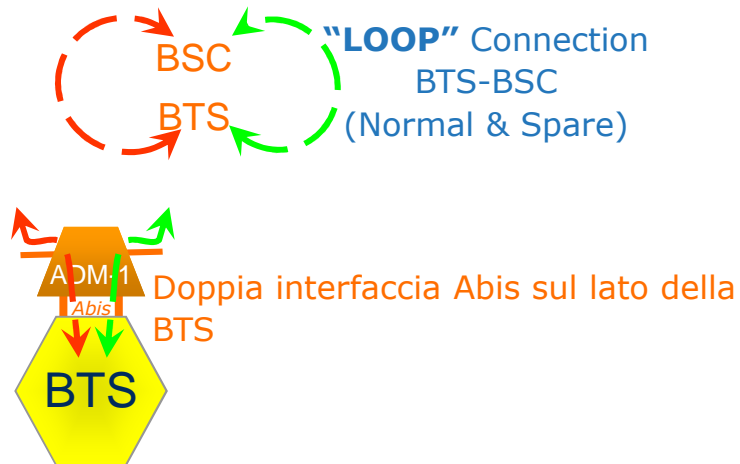 “LOOP” Connection
BSC
BTS-BSC
BTS
(Normal & Spare)
ADM-1
Doppia interfaccia Abis sul lato della
Abis
BTS
BTS